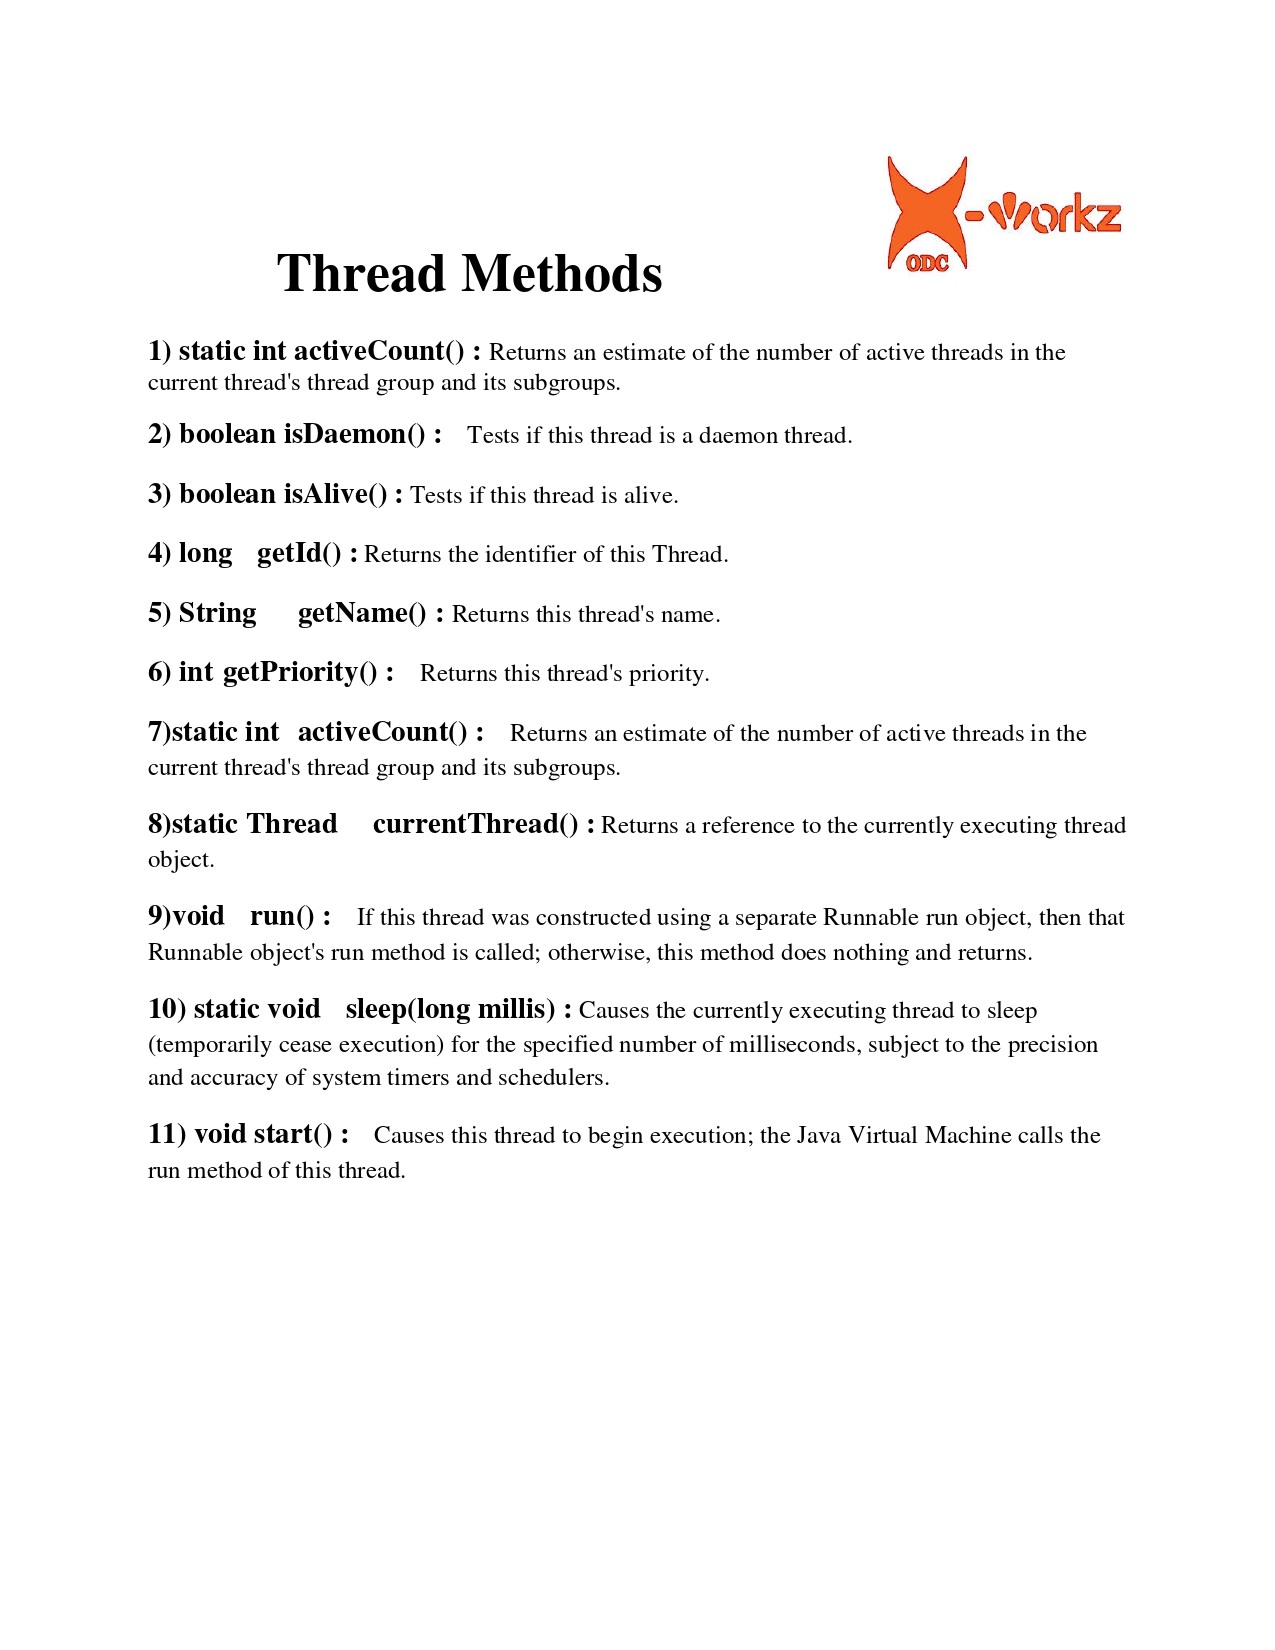 X-workz
ODC
Thread Methods
1) static int activeCount() : Returns an estimate of the number of active threads in the
current thread's thread group and its subgroups.
2) boolean isDaemon() : Tests if this thread is a daemon thread.
3) boolean isAlive() : Tests if this thread is alive.
4) long getId() : Returns the identifier of this Thread.
5) String getName() : Returns this thread's name.
6) int getPriority() : Returns this thread's priority.
7)static int activeCount() : Returns an estimate of the number of active threads in the
current thread's thread group and its subgroups.
8)static Thread currentThread() : Returns a reference to the currently executing thread
object.
9)void run() : If this thread was constructed using a separate Runnable run object, then that
Runnable object's run method is called; otherwise, this method does nothing and returns.
10) static void sleep(long millis) : Causes the currently executing thread to sleep
(temporarily cease execution) for the specified number of milliseconds, subject to the precision
and accuracy of system timers and schedulers.
11) void start() : Causes this thread to begin execution; the Java Virtual Machine calls the
run method of this thread.